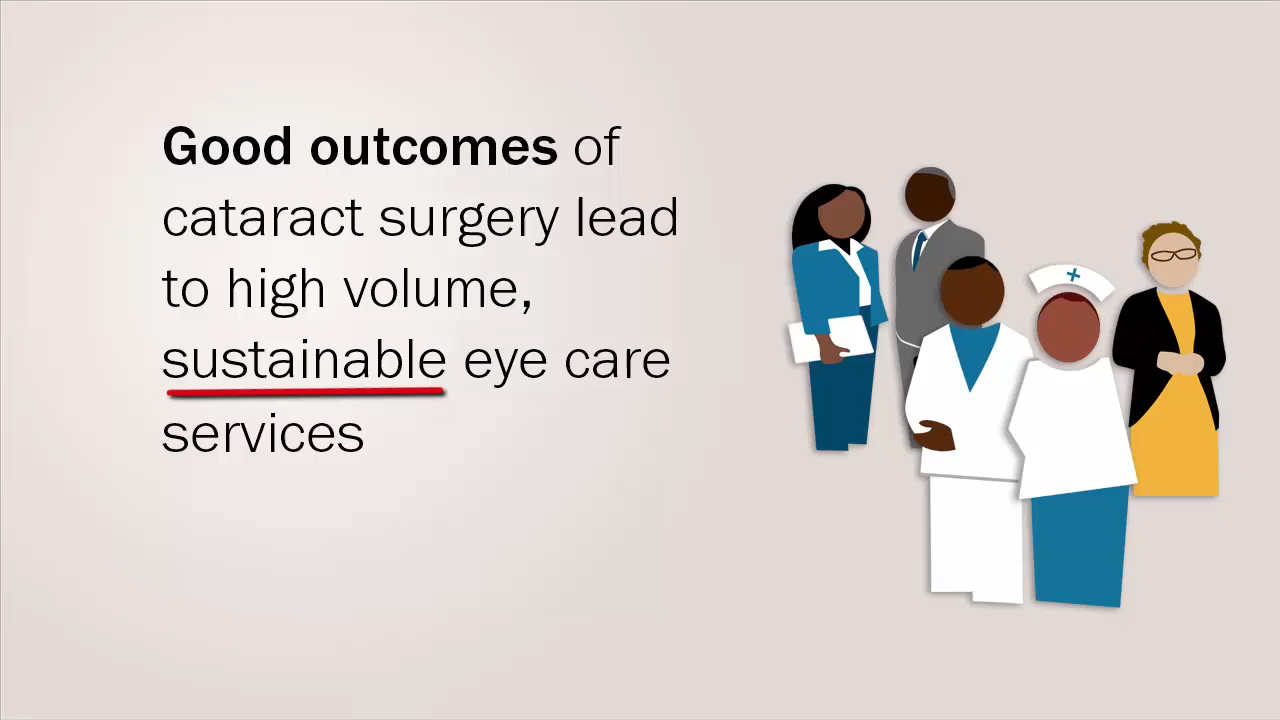 Good outcomes of
cataract surgery lead
to high volume,
sustainable eye care
services